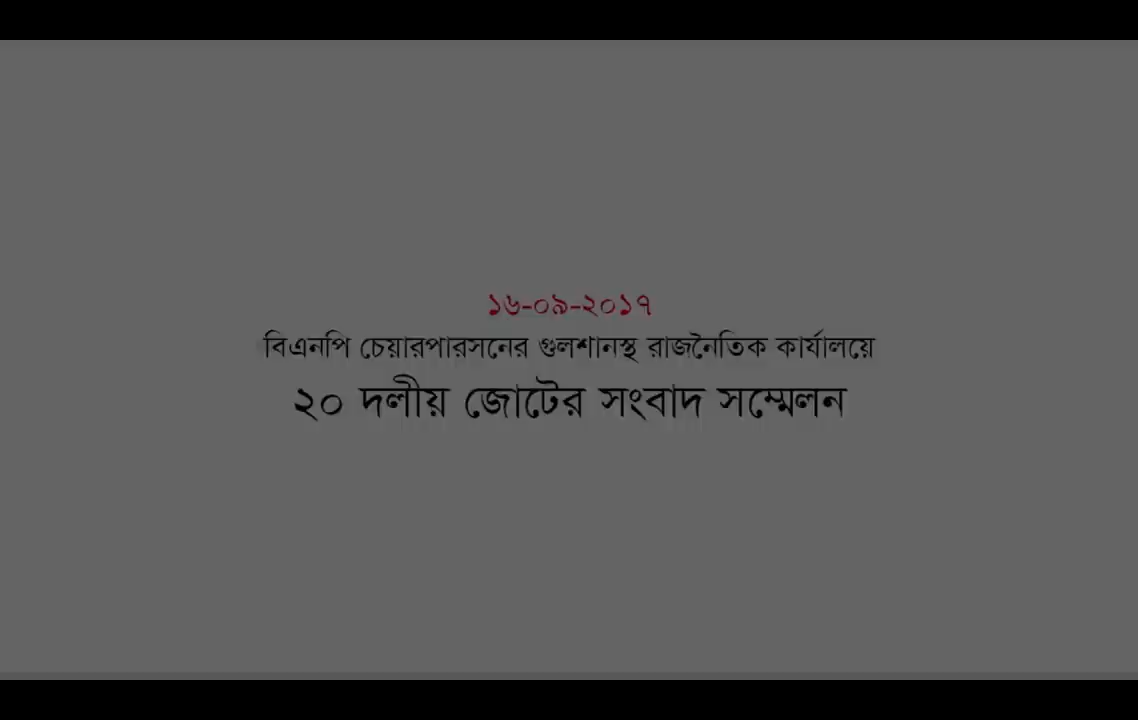 ১৬-০৯-২০১৭
বিএনপি চেয়ারপারসনের গুলশানস্থ রাজনৈতিক কার্যালয়ে
২০ দলীয় জোটের সংবাদ সম্মেলন